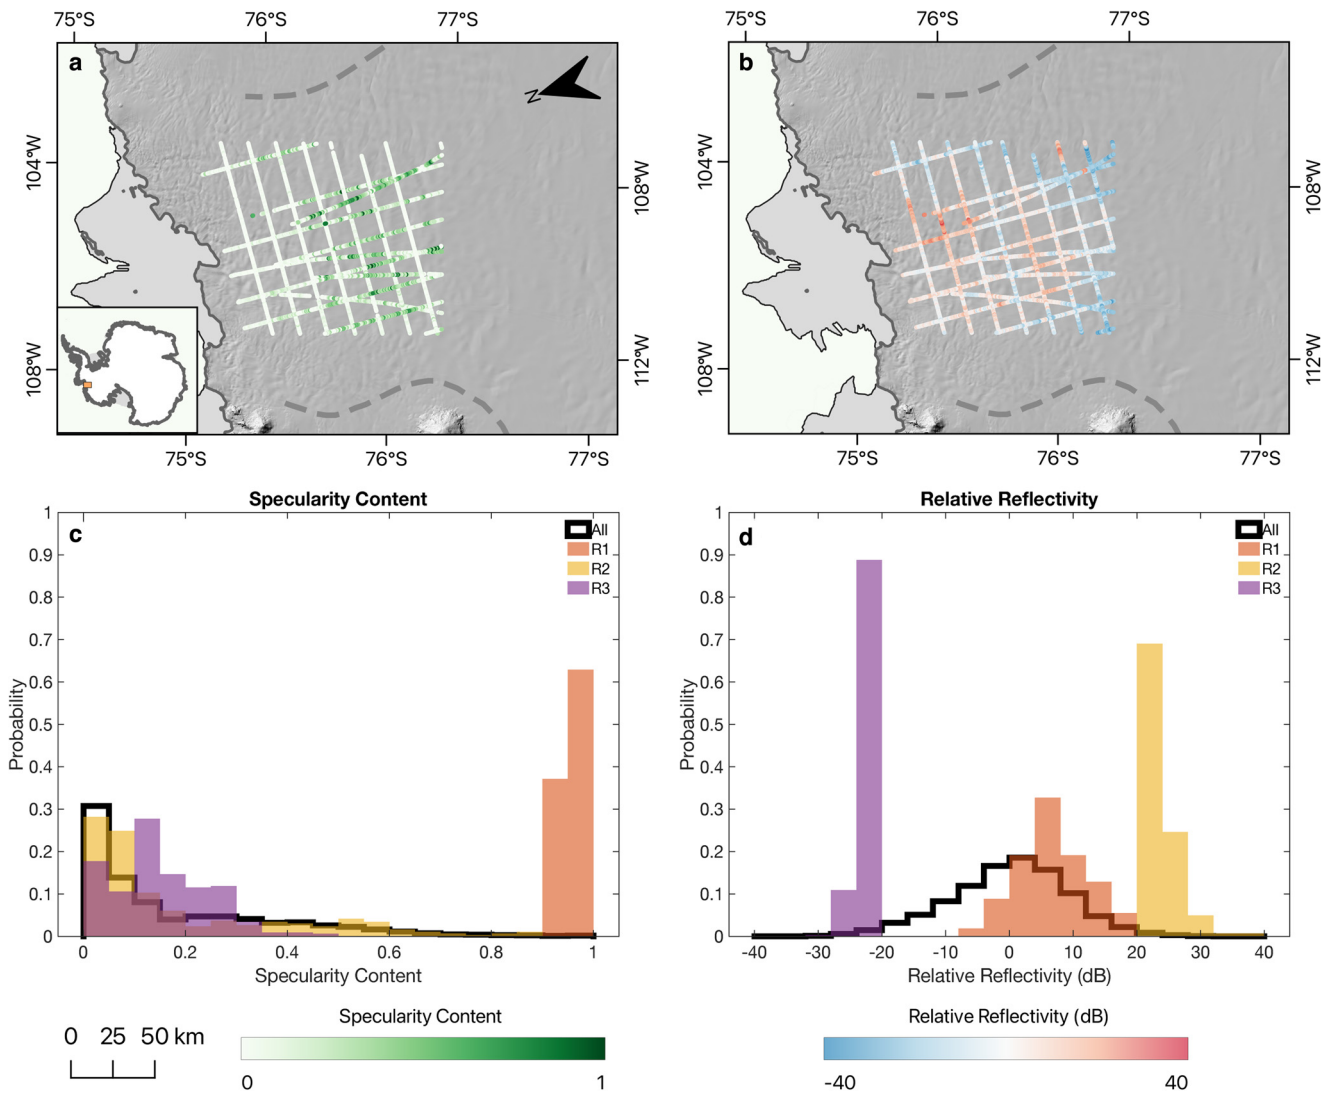 75°S 76°S 77°S
75°S 76°S 77°S
a
N
b
104°W
108°W
108°W
112°W
104°W
108°W
108°W
112°W
75°S 76°S 77°S
75°S 76°S 77°S
Specularity Content
c
All
R1
R2
R3
1
0.9
0.8
0.7
0.6
0.5
0.4
0.3
0.2
0.1
0
Probability
0 0.2 0.4 0.6 0.8 1
Specularity Content
Relative Reflectivity
d
All
R1
R2
R3
1
0.9
0.8
0.7
0.6
0.5
0.4
0.3
0.2
0.1
0
Probability
-40 -30 -20 -10 0 10 20 30 40
Relative Reflectivity (dB)
0 25 50 km
Specularity Content
0 1
Relative Reflectivity (dB)
-40 40